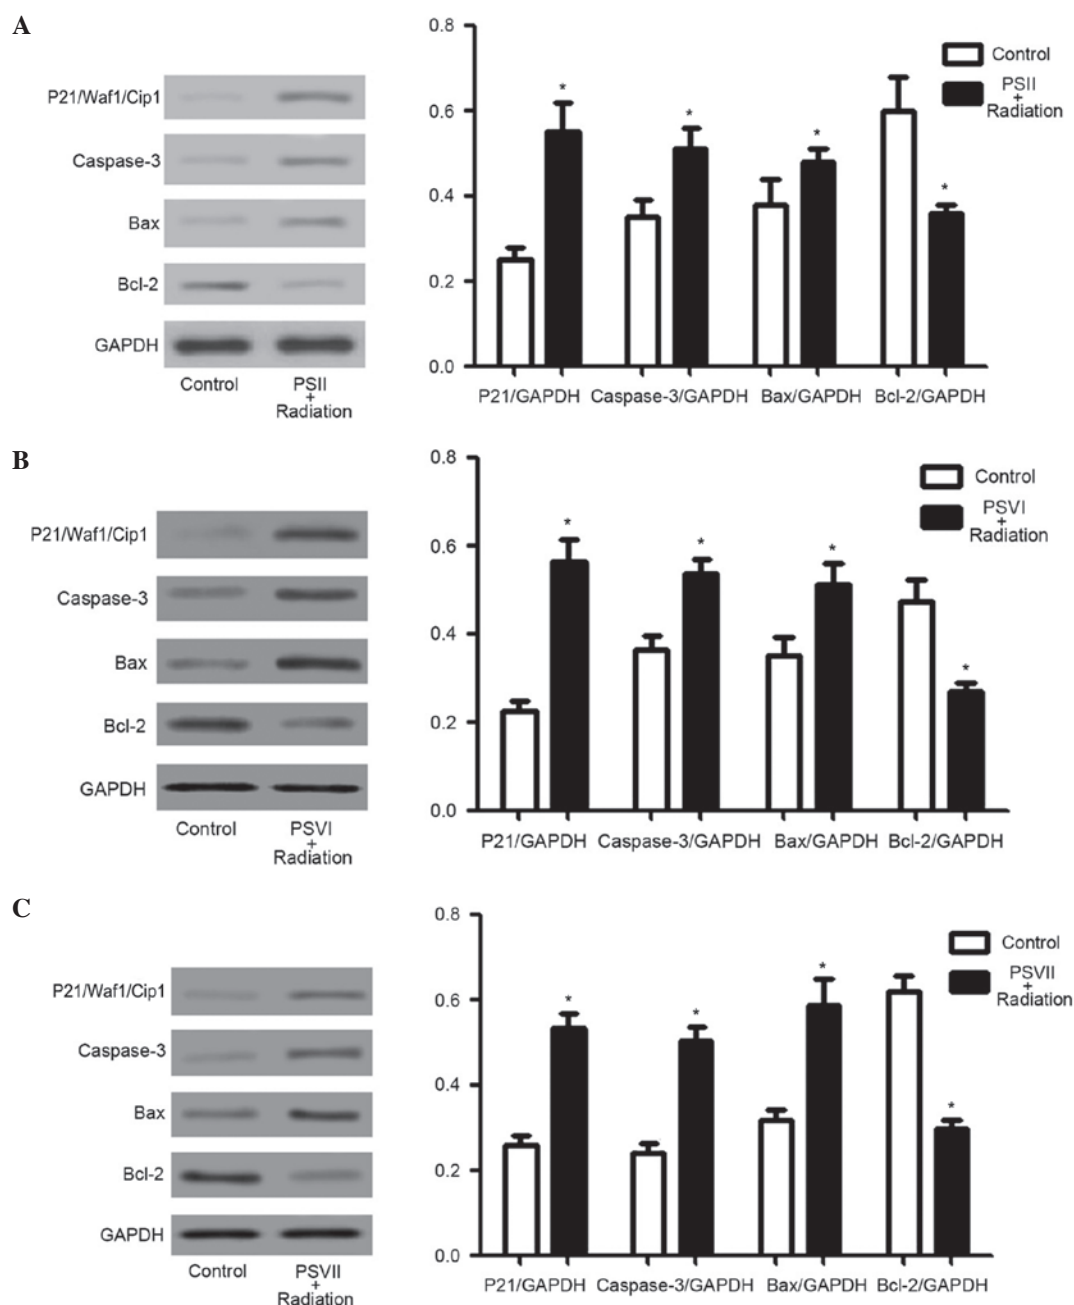 A
P21/Waf1/Cip1
Caspase-3
Bax
Bcl-2
GAPDH
Control
PSII
+
Radiation
0.8
0.6
0.4
0.2
0.0
*
*
*
*
P21/GAPDH Caspase-3/GAPDH Bax/GAPDH Bcl-2/GAPDH
Control
PSII
+
Radiation
B
P21/Waf1/Cip1
Caspase-3
Bax
Bcl-2
GAPDH
Control
PSVI
+
Radiation
0.8
0.6
0.4
0.2
0.0
*
*
*
*
P21/GAPDH Caspase-3/GAPDH Bax/GAPDH Bcl-2/GAPDH
Control
PSVI
+
Radiation
C
P21/Waf1/Cip1
Caspase-3
Bax
Bcl-2
GAPDH
Control
PSVII
+
Radiation
0.8
0.6
0.4
0.2
0.0
*
*
*
*
P21/GAPDH Caspase-3/GAPDH Bax/GAPDH Bcl-2/GAPDH
Control
PSVII
+
Radiation